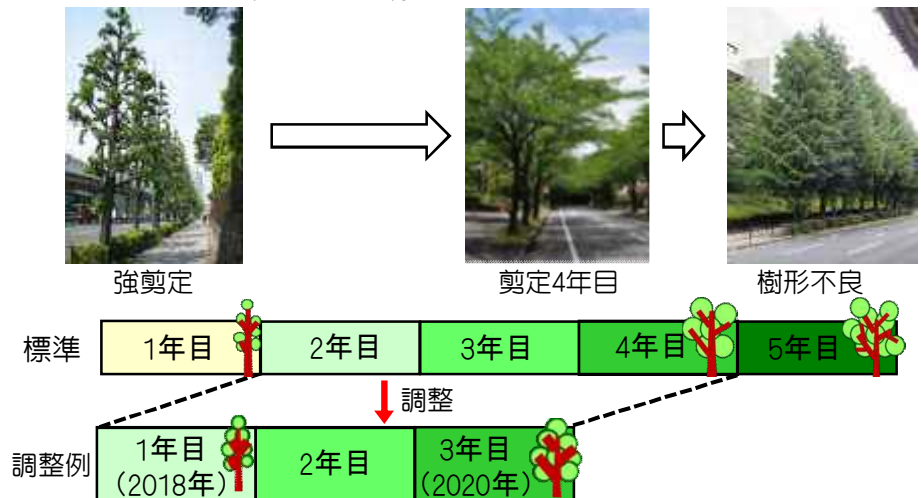 強剪定
剪定4年目
樹形不良
標準
1年目
2年目
3年目
4年目
5年目
調整
調整例
1年目
(2018年)
2年目
3年目
(2020年)